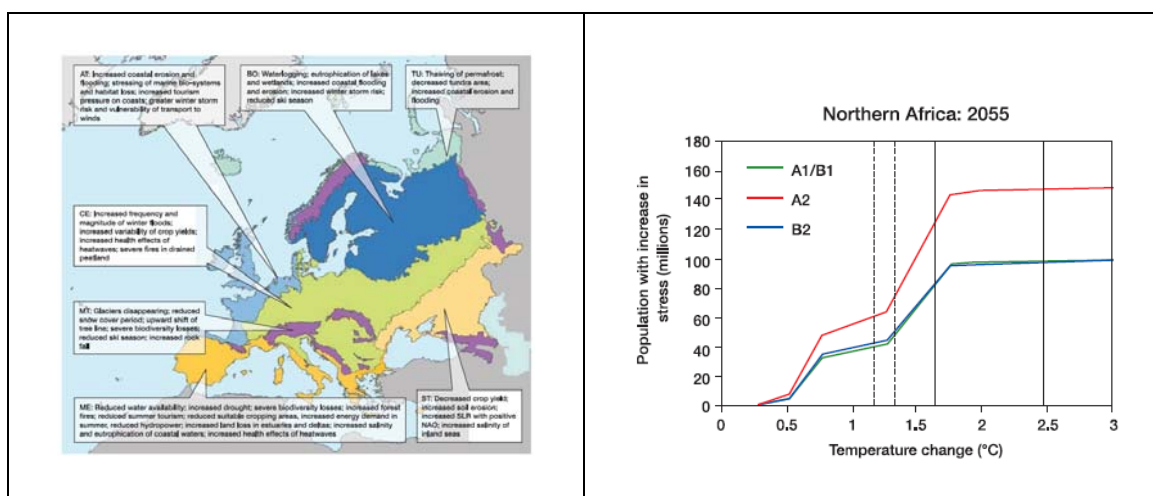 AT: Increased coastal erosion and
flooding; stressing of marine bio-systems
and habitat loss; increased tourism
pressure on coasts; greater winter storm
risk and vulnerability of transport to
winds
BO: Waterlogging; eutrophication of lakes
and wetlands; increased coastal flooding
and erosion; increased winter storm risk;
reduced ski season
TU: Thawing of permafrost;
decreased tundra area;
increased coastal erosion and
flooding
CE: Increased frequency and
magnitude of winter floods;
increased variability of crop yields;
increased health effects of
heatwaves; severe fires in drained
peatland
MT: Glaciers disappearing; reduced
snow cover period; upward shift of
tree line; severe biodiversity losses;
reduced ski season; increased rock
fall
ME: Reduced water availability; increased drought; severe biodiversity losses; increased forest
fires; reduced summer tourism; reduced suitable cropping areas, increased energy demand in
summer, reduced hydropower; increased land loss in estuaries and deltas; increased salinity
and eutrophication of coastal waters; increased health effects of heatwaves
ST: Decreased crop yield;
increased soil erosion;
increased SLR with positive
NAO; increased salinity of
inland seas
Northern Africa: 2055
Population with increase in
stress (millions)
180
160
140
120
100
80
60
40
20
0
A1/B1
A2
B2
0 0.5 1 1.5 2 2.5 3
Temperature change (°C)